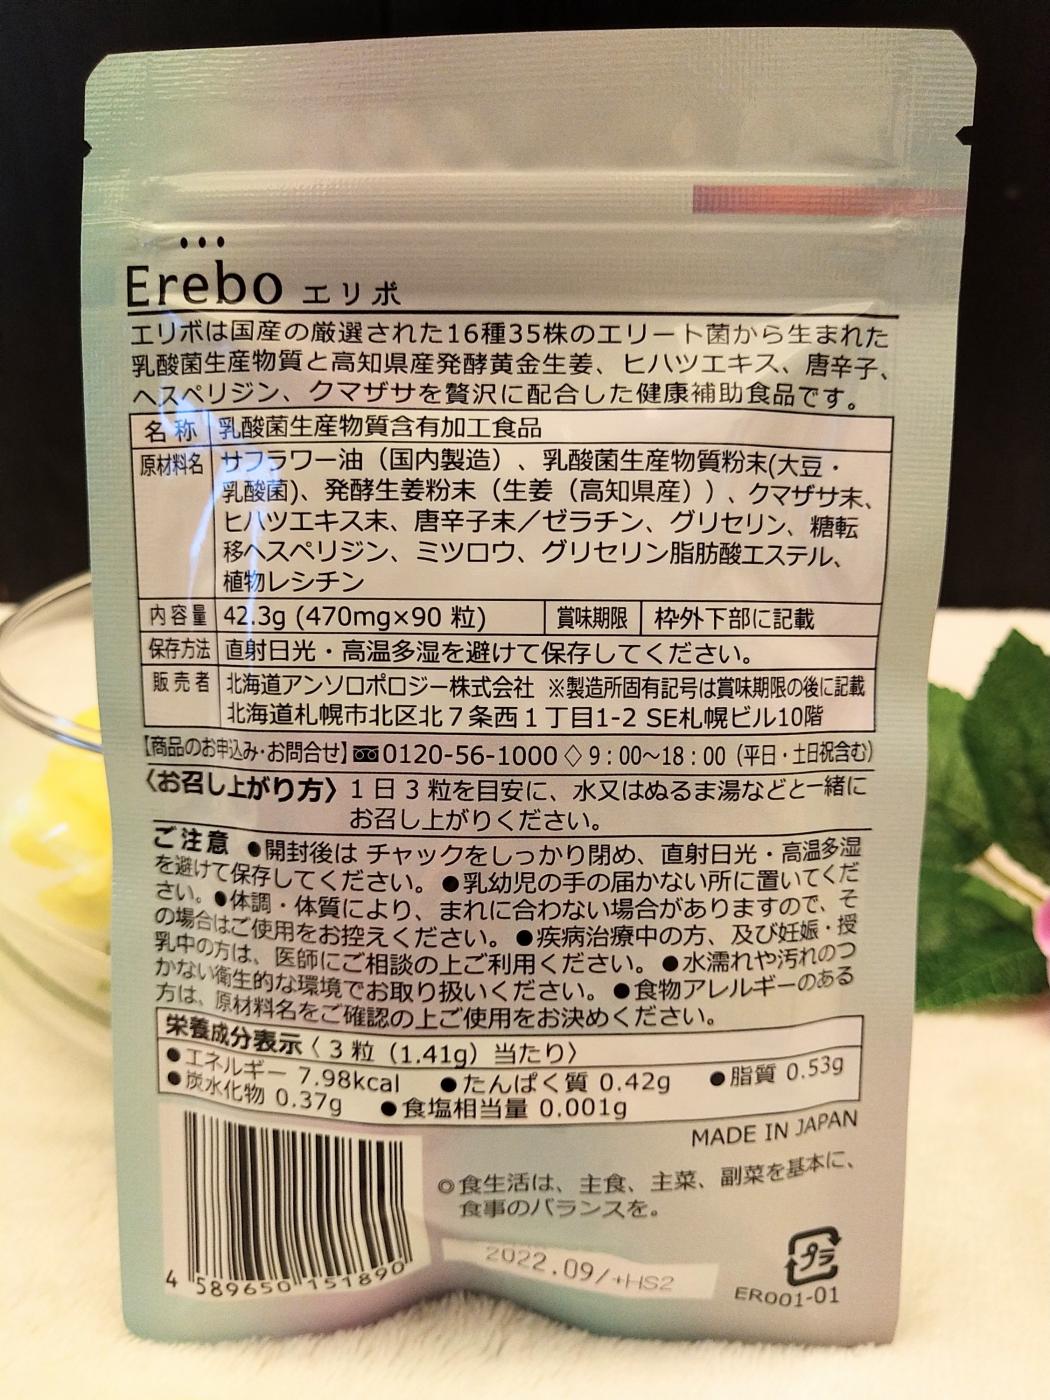 Erebo エリボ
エリボは国産の厳選された16種35株のエリート菌から生まれた
乳酸菌生産物質と高知県産発酵黄金生姜、ヒハツエキス、唐辛子、
ヘスペリジン、クマザサを贅沢に配合した健康補助食品です。
名称 乳酸菌生産物質含有加工食品
原材料名 サフラワー油（国内製造）、乳酸菌生産物質粉末(大豆・
乳酸菌)、発酵生姜粉末（生姜（高知県産））、クマザサ末、
ヒハツエキス末、唐辛子末／ゼラチン、グリセリン、糖転
移ヘスペリジン、ミツロウ、グリセリン脂肪酸エステル、
植物レシチン
内容量 42.3g (470mg×90 粒) 賞味期限 枠外下部に記載
保存方法 直射日光・高温多湿を避けて保存してください。
販売者 北海道アンソロポロジー株式会社 ※製造所固有記号は賞味期限の後に記載
北海道札幌市北区北７条西１丁目1-2 SE札幌ビル10階
【商品のお申込み・お問合せ】0120-56-1000◇9：00～18：00（平日・土日祝含む）
〈お召し上がり方〉1 日 3 粒を目安に、水又はぬるま湯などと一緒に
お召し上がりください。
ご注意 ●開封後は チャックをしっかり閉め、直射日光・高温多湿
を避けて保存してください。●乳幼児の手の届かない所に置いてくだ
さい。●体調・体質により、まれに合わない場合がありますので、そ
の場合はご使用をお控えください。●疾病治療中の方、及び妊娠・授
乳中の方は、医師にご相談の上ご利用ください。●水濡れや汚れのつ
かない衛生的な環境でお取り扱いください。●食物アレルギーのある
方は、原材料名をご確認の上ご使用をお決めください。
栄養成分表示〈 3 粒（1.41g）当たり〉
●エネルギー 7.98kcal ●たんぱく質 0.42g ●脂質 0.53g
●炭水化物 0.37g ●食塩相当量 0.001g
MADE IN JAPAN
◎食生活は、主食、主菜、副菜を基本に、
食事のバランスを。
2022.09/+HS2
プラ
4 589650 151890
ER001-01